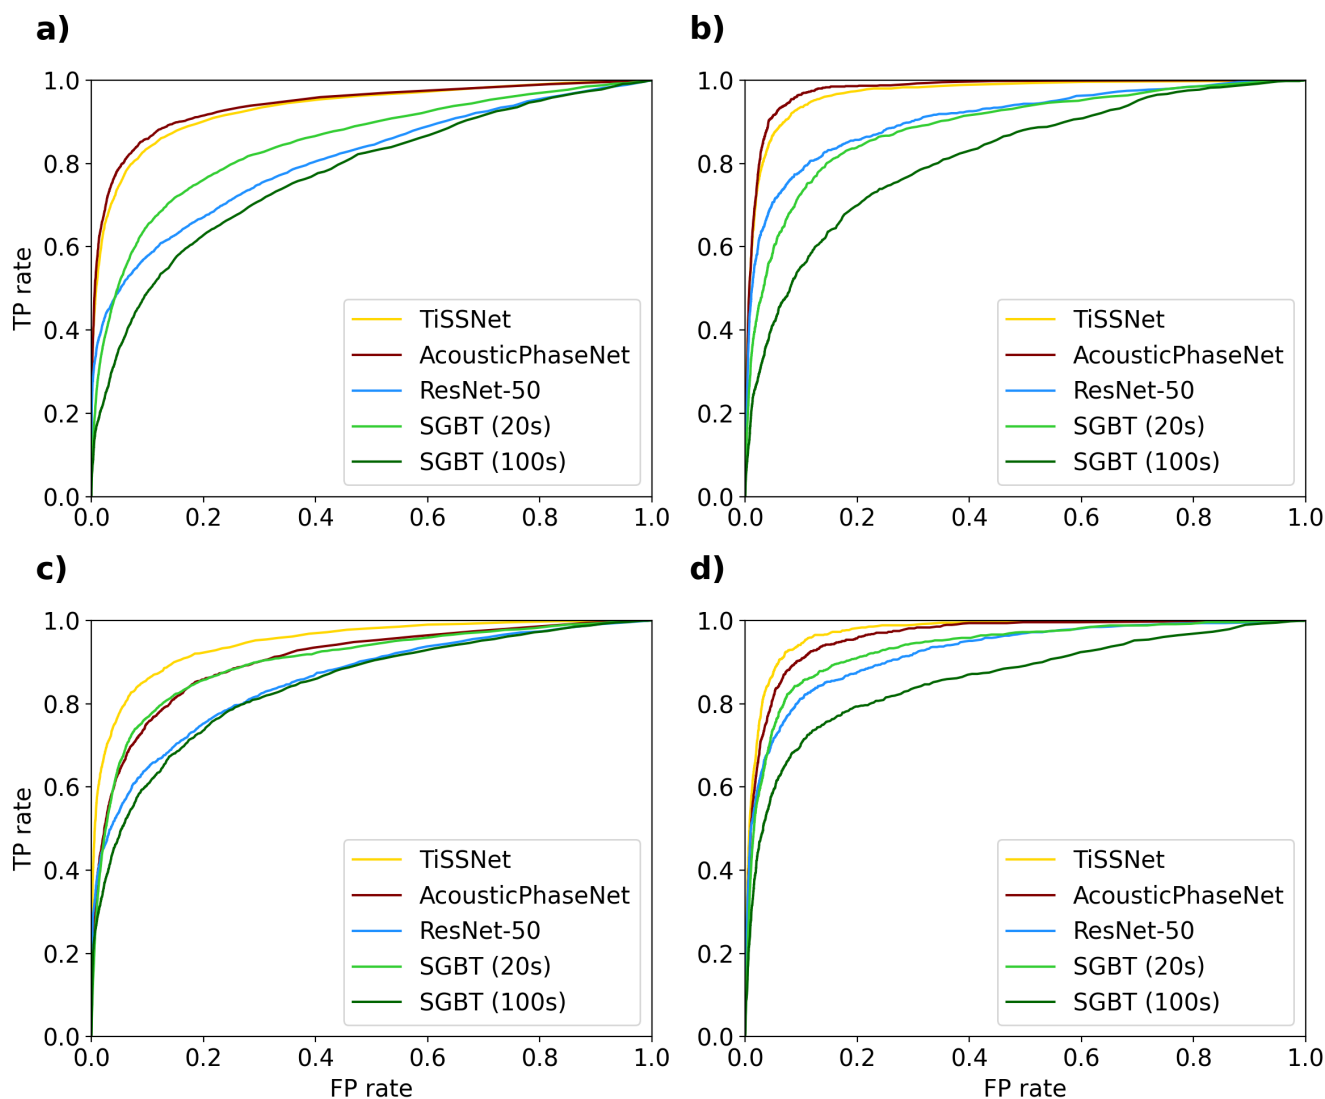 a)
1.0
0.8
0.6
0.4
0.2
0.0
TP rate
0.0 0.2 0.4 0.6 0.8 1.0
TiSSNet
AcousticPhaseNet
ResNet-50
SGBT (20s)
SGBT (100s)
b)
1.0
0.8
0.6
0.4
0.2
0.0
0.0 0.2 0.4 0.6 0.8 1.0
TiSSNet
AcousticPhaseNet
ResNet-50
SGBT (20s)
SGBT (100s)
c)
1.0
0.8
0.6
0.4
0.2
0.0
TP rate
0.0 0.2 0.4 0.6 0.8 1.0
FP rate
TiSSNet
AcousticPhaseNet
ResNet-50
SGBT (20s)
SGBT (100s)
d)
1.0
0.8
0.6
0.4
0.2
0.0
0.0 0.2 0.4 0.6 0.8 1.0
FP rate
TiSSNet
AcousticPhaseNet
ResNet-50
SGBT (20s)
SGBT (100s)